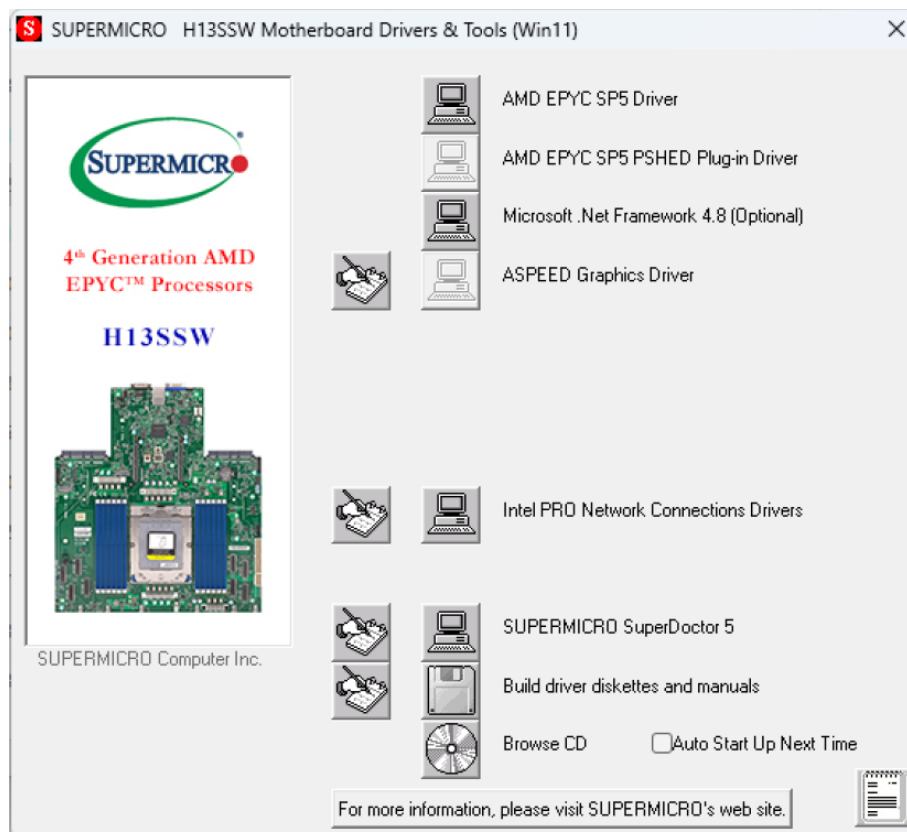 S SUPERMICRO H13SSW Motherboard Drivers & Tools (Win11)
SUPERMICR
4th Generation AMD
EPYC™ Processors
H13SSW
SUPERMICRO Computer Inc.
AMD EPYC SP5 Driver
AMD EPYC SP5 PSHED Plug-in Driver
Microsoft .Net Framework 4.8 (Optional)
ASPEED Graphics Driver
Intel PRO Network Connections Drivers
SUPERMICRO SuperDoctor 5
Build driver diskettes and manuals
Browse CD Auto Start Up Next Time
For more information, please visit SUPERMICRO's web site.